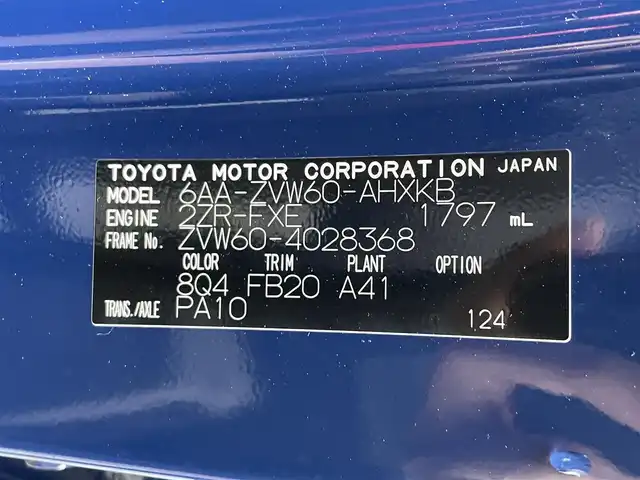 TOYOTA MOTOR CORPORATION JAPAN
MODEL 6AA-ZVW60-AHXKB
ENGINE 2ZR-FXE 1797 mL
FRAME No. ZVW60-4028368
COLOR TRIM PLANT OPTION
8Q4 FB20 A41
TRANS./AXLE PA10
124